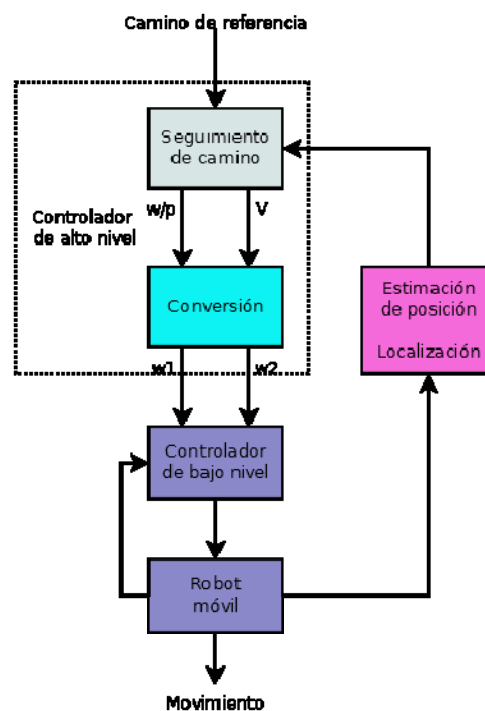 Camino de referencia
Seguimiento
de camino
w/p
V
Controlador
de alto nivel
Conversión
Estimación
de posición
Localización
w1
w2
Controlador
de bajo nivel
Robot
móvil
Movimiento